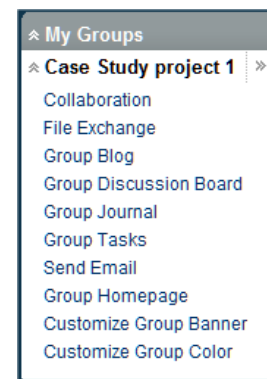 My Groups
Case Study project 1
Collaboration
File Exchange
Group Blog
Group Discussion Board
Group Journal
Group Tasks
Send Email
Group Homepage
Customize Group Banner
Customize Group Color